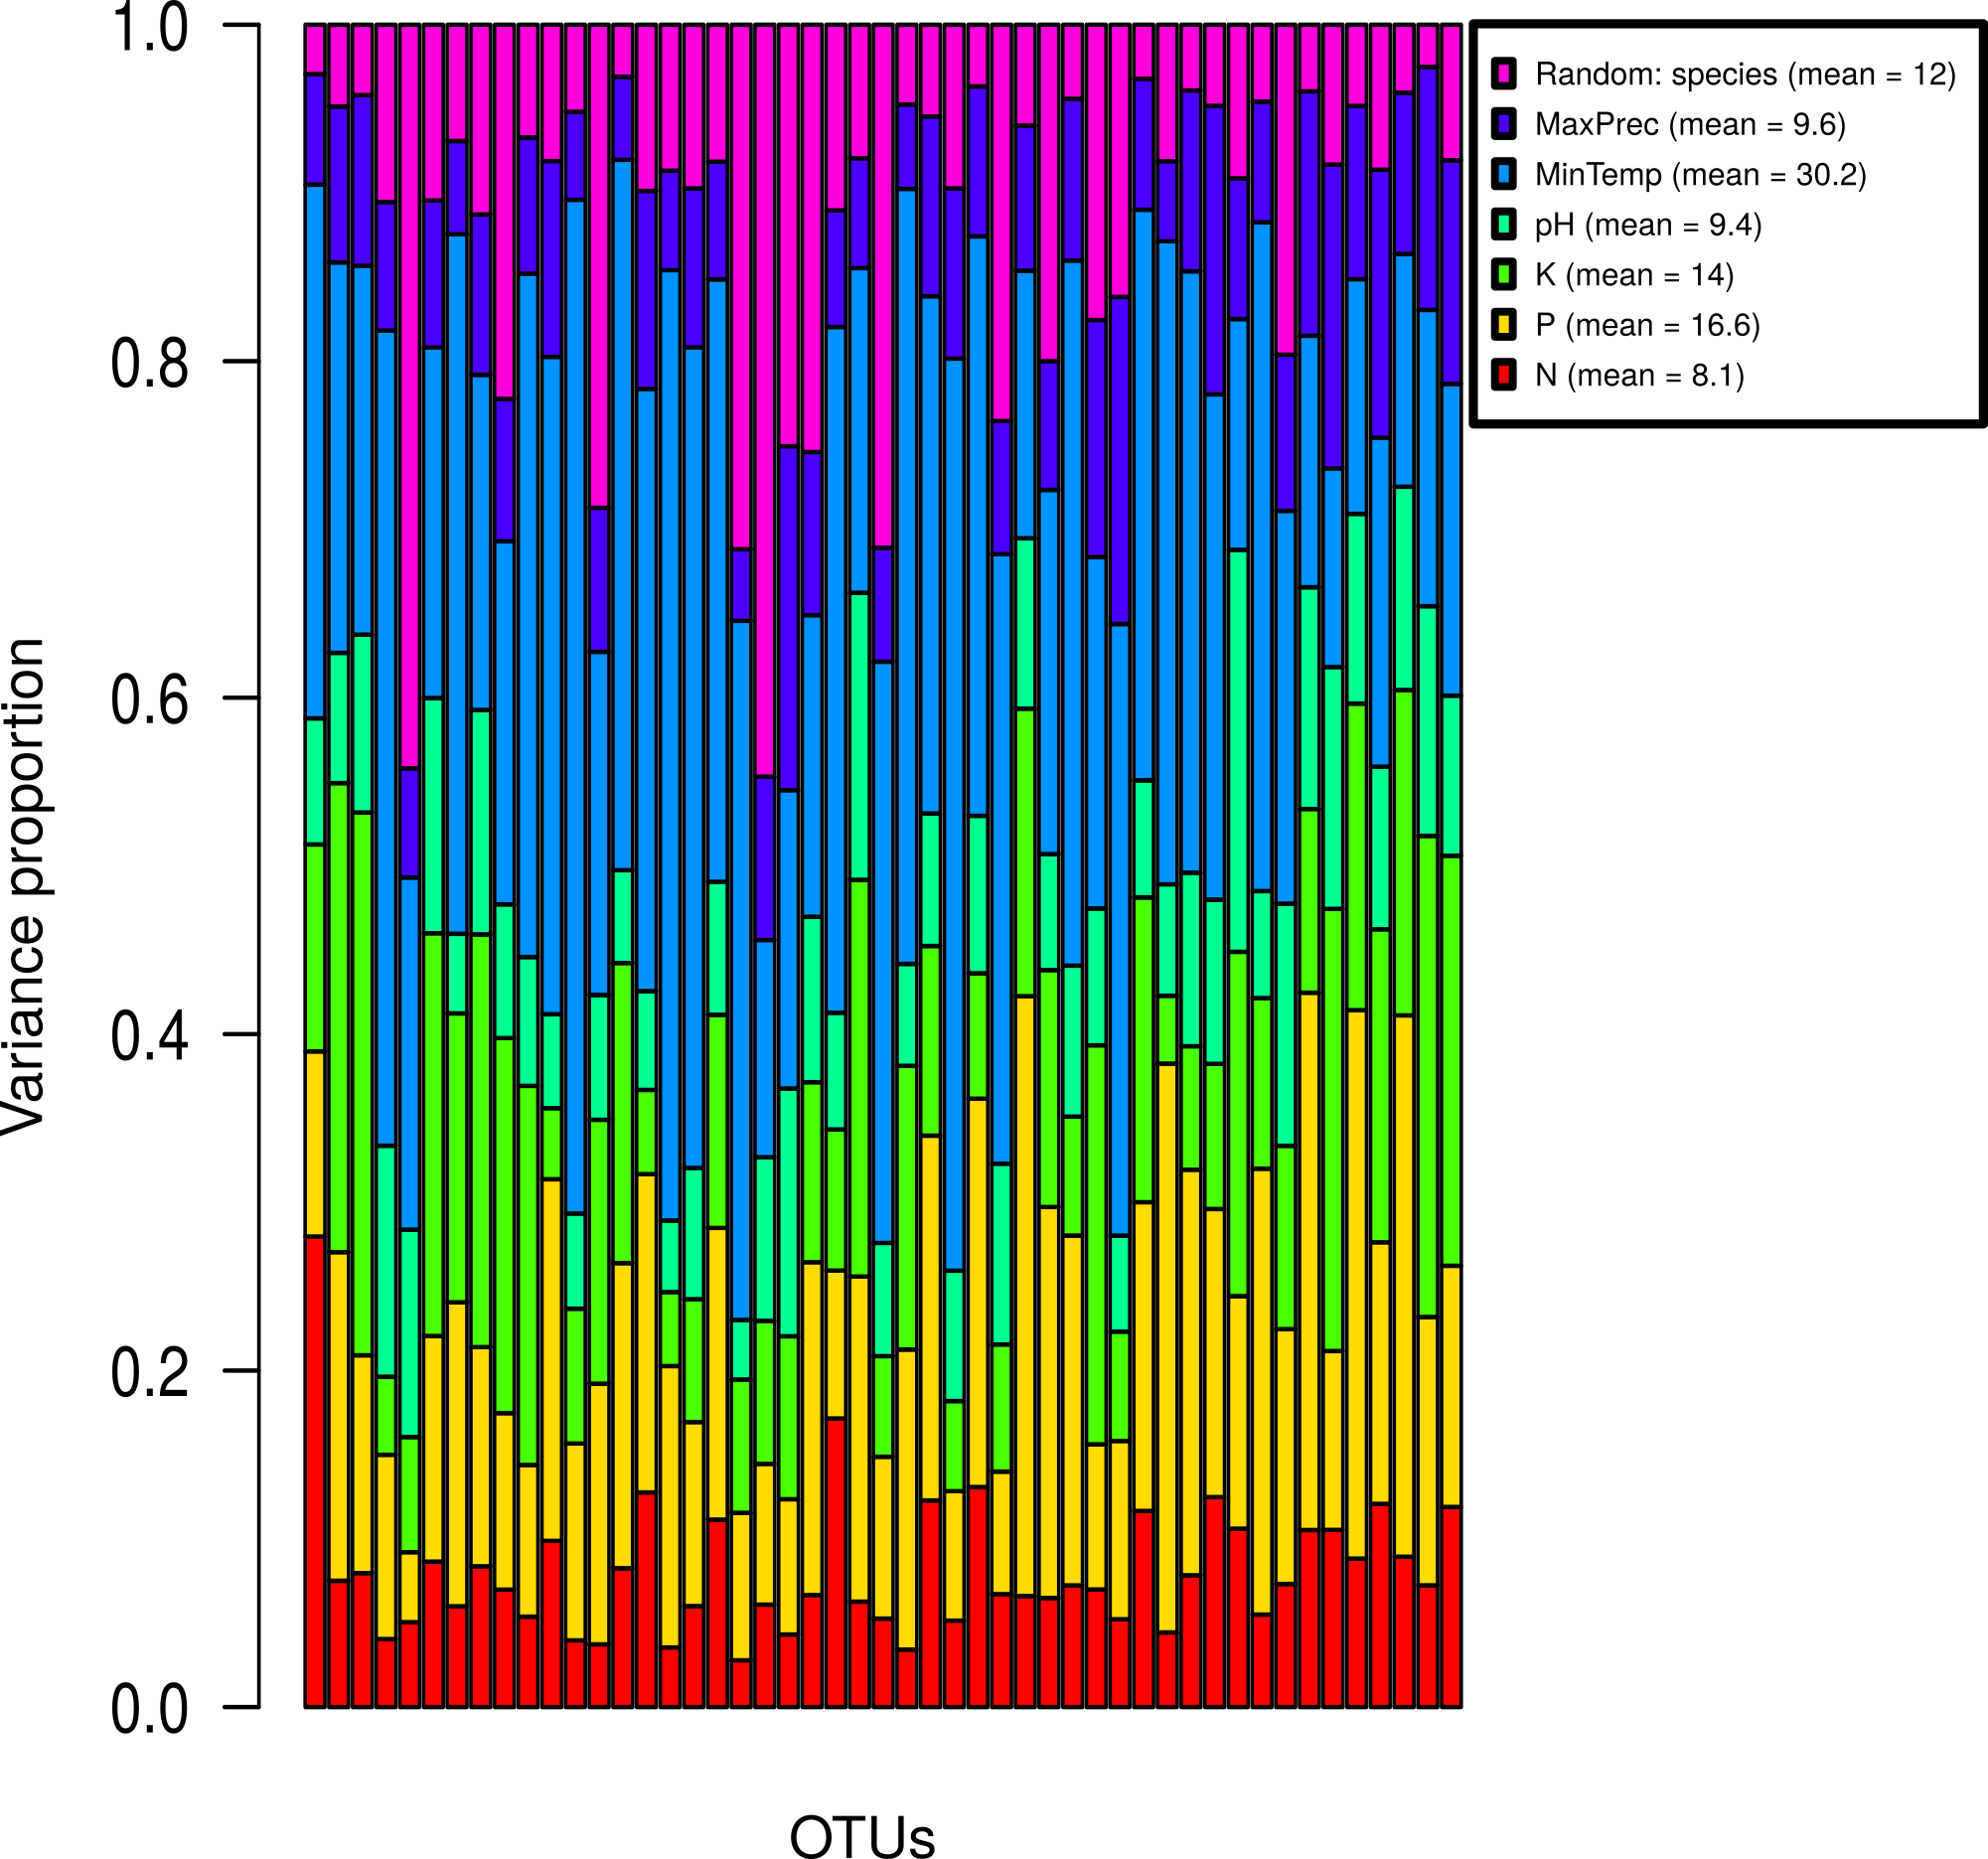 1.0
0.8
0.6
0.4
0.2
0.0
Variance proportion
OTUs
Random: species (mean = 12)
MaxPrec (mean = 9.6)
MinTemp (mean = 30.2)
pH (mean = 9.4)
K (mean = 14)
P (mean = 16.6)
N (mean = 8.1)